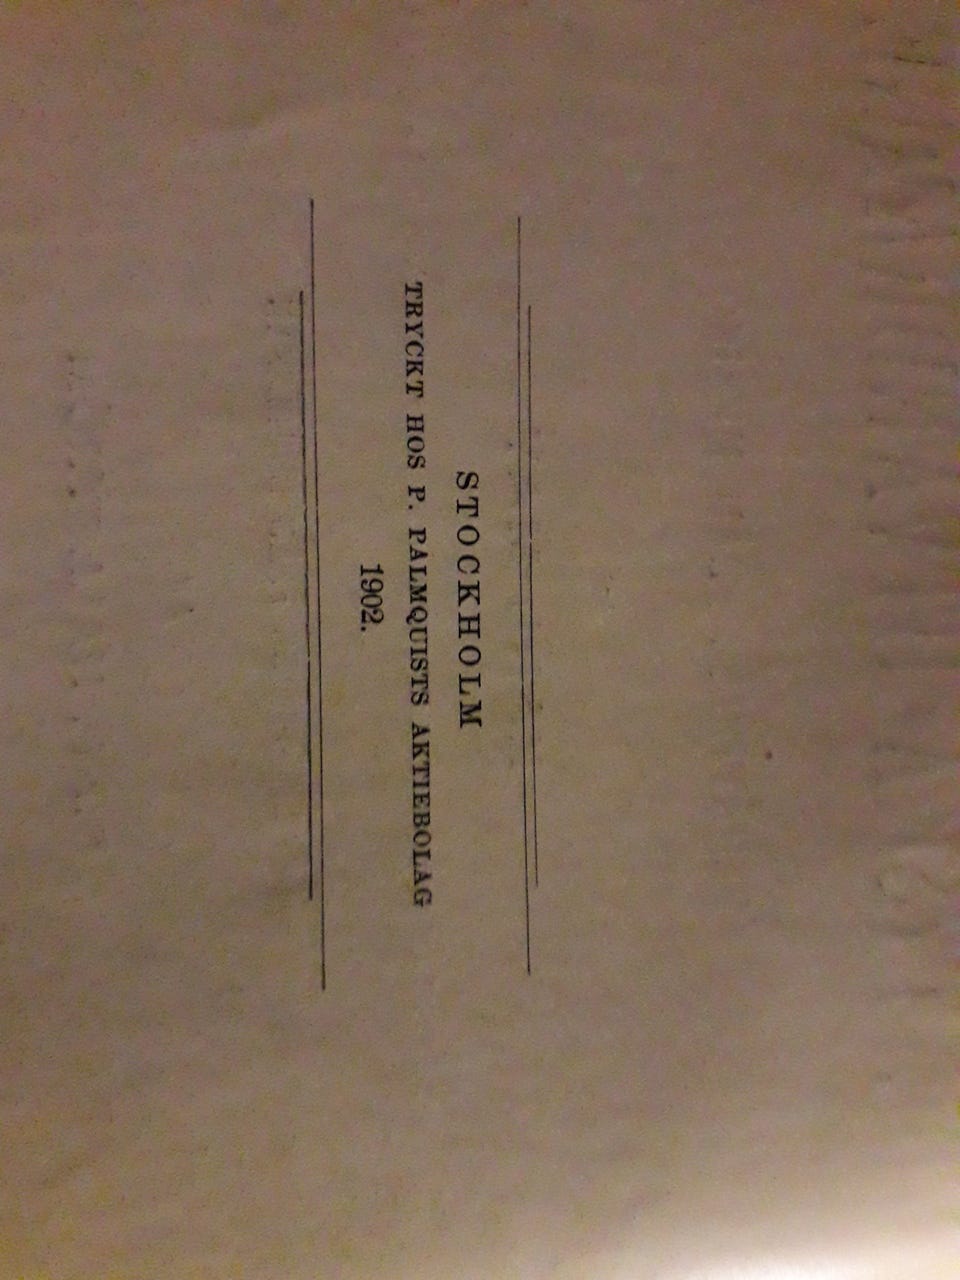 STOCKHOLM
TRYCKT HOS P. PALMQUISTS AKTIEBOLAG
1902.